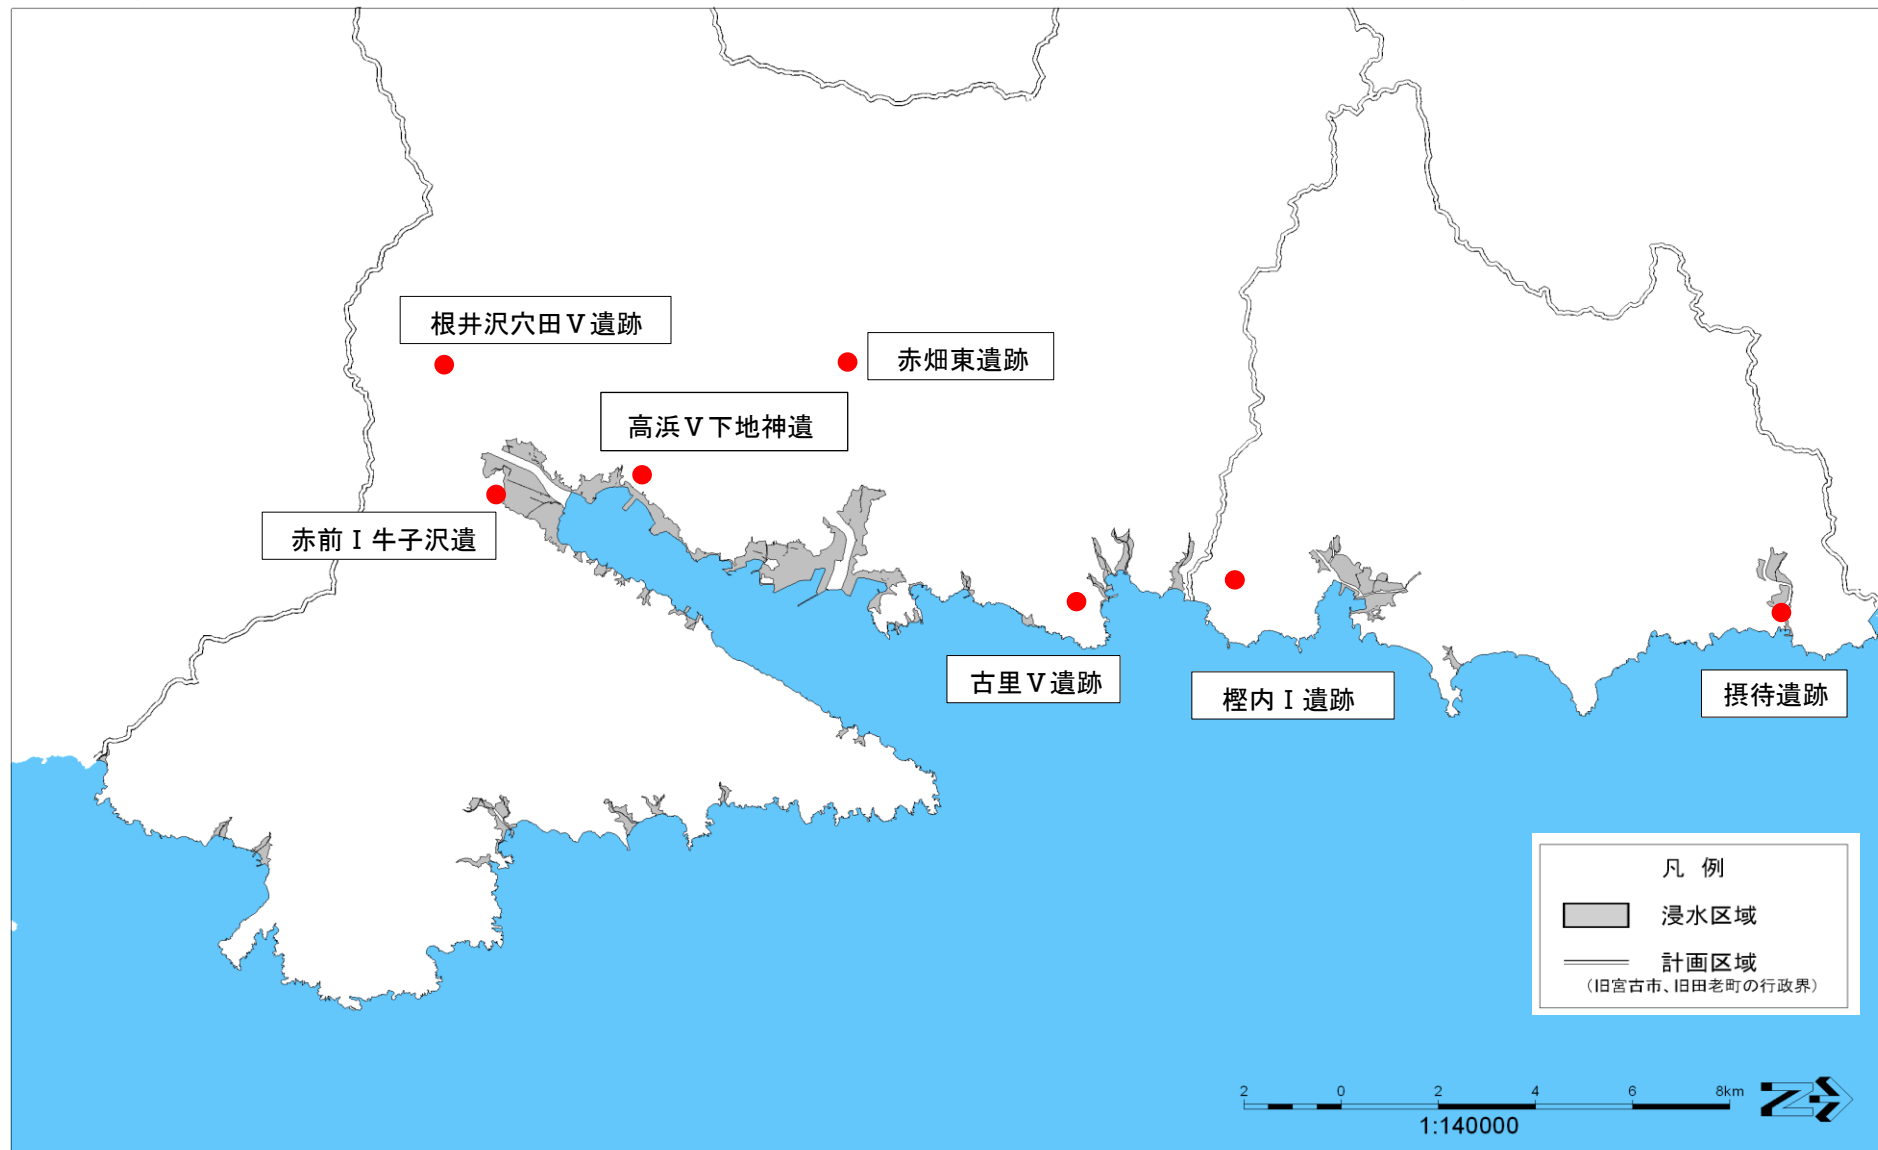 根井沢穴田Ⅴ遺跡
赤畑東遺跡
高浜Ⅴ下地神遺
赤前Ⅰ牛子沢遺
古里Ⅴ遺跡
樫内Ⅰ遺跡
摂待遺跡
凡 例
浸水区域
計画区域
(旧宮古市、旧田老町の行政界)
2 0 2 4 6 8km
1:140000
Z